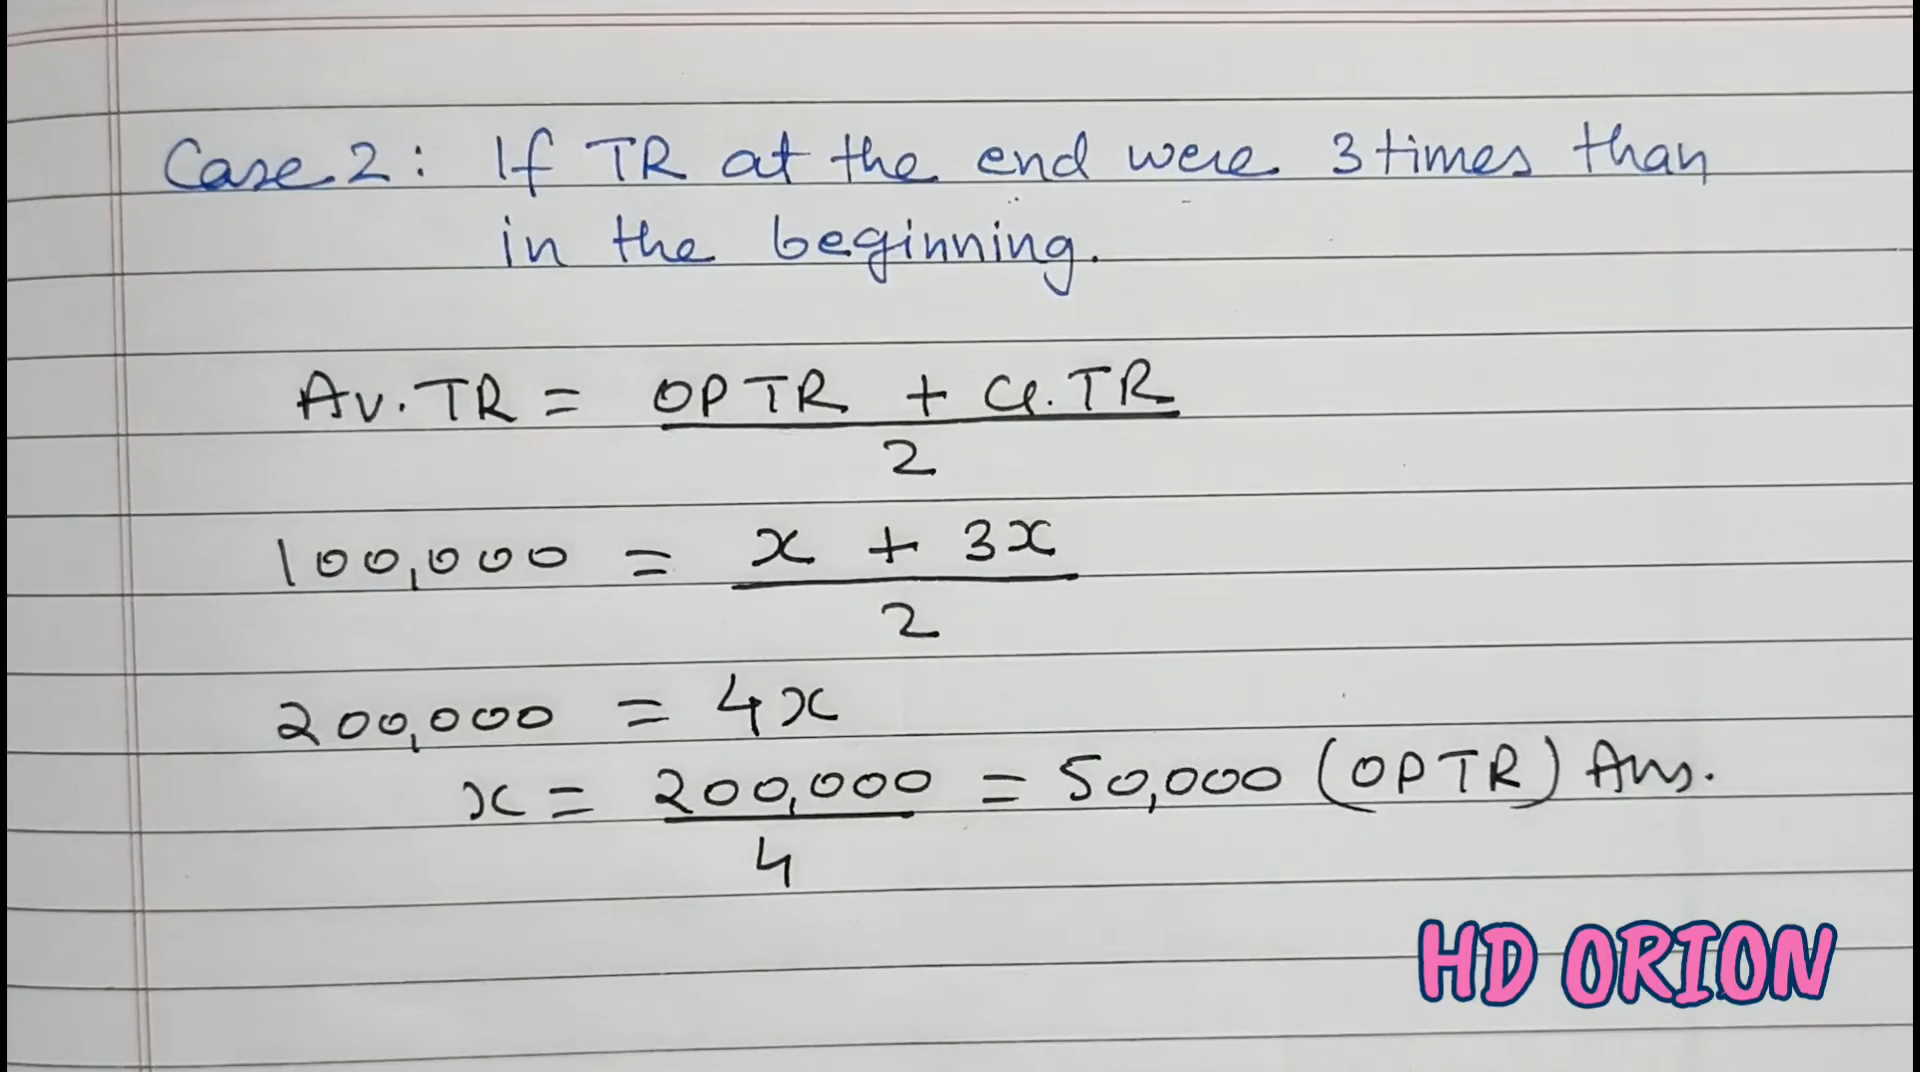 Case 2: If TR at the end were 3 times than
in the beginning.
Av. TR = OPTR + Cl. TR
2
100,000 = x + 3x
2
200,000 = 4x
x = 200,000 = 50,000 (OPTR) Ans.
4
HD ORION